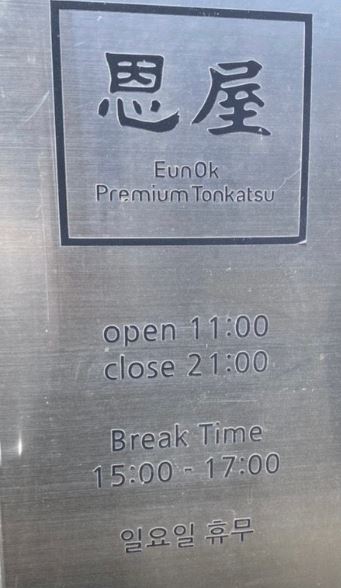 恩屋
EunOk
Premium Tonkatsu
open 11:00
close 21:00
Break Time
15:00 - 17:00
일요일 휴무